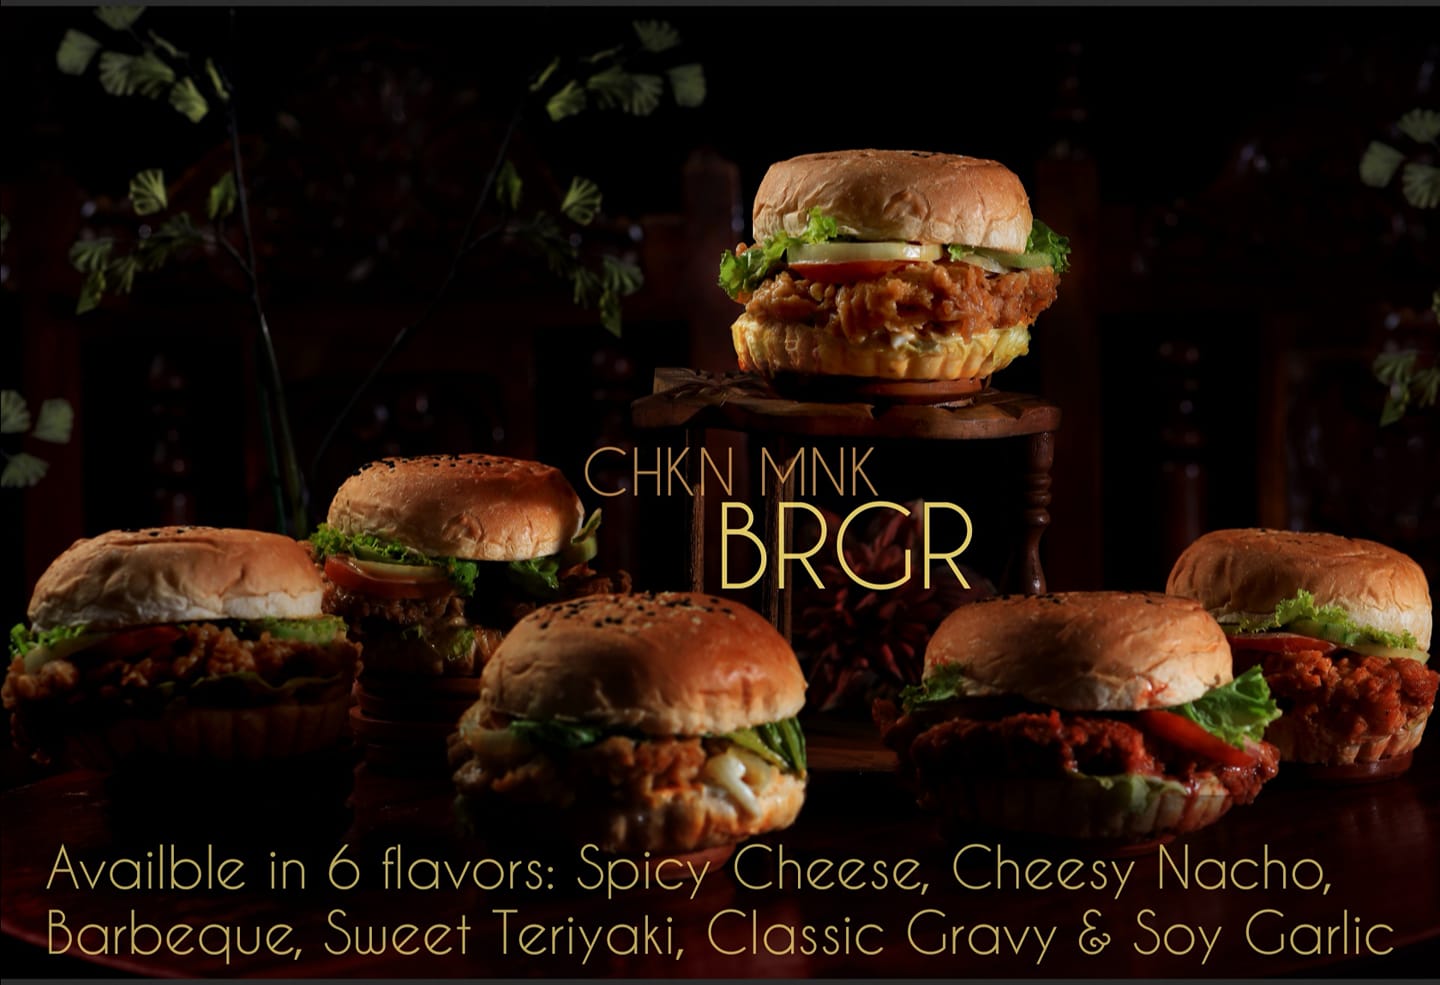 CHKN MNK
BRGR
Availble in 6 flavors: Spicy Cheese, Cheesy Nacho,
Barbeque, Sweet Teriyaki, Classic Gravy & Soy Garlic